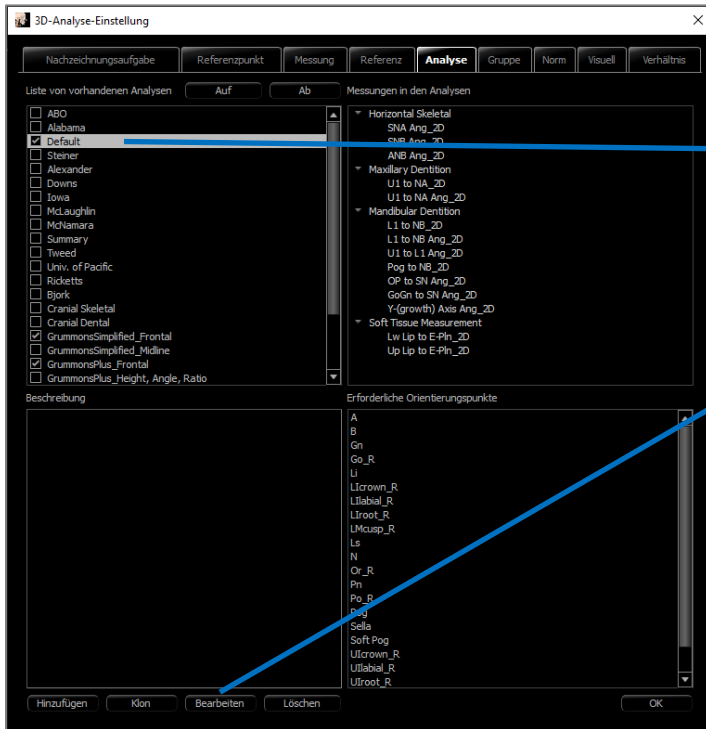 3D-Analyse-Einstellung
Nachzeichnungsaufgabe Referenzpunkt Messung Referenz Analyse Gruppe Norm Visuell Verhältnis
Liste von vorhandenen Analysen Auf Ab
ABO
Alabama
Default
Steiner
Alexander
Downs
Iowa
McLaughlin
McNamara
Summary
Tweed
Univ. of Pacific
Ricketts
Bjork
Cranial Skeletal
Cranial Dental
GrummonsSimplified_Frontal
GrummonsSimplified_Midline
GrummonsPlus_Frontal
GrummonsPlus_Height, Angle, Ratio
Messungen in den Analysen
Horizontal Skeletal
SNA Ang_2D
SNB Ang_2D
ANB Ang_2D
Maxillary Dentition
U1 to NA_2D
U1 to NA Ang_2D
Mandibular Dentition
L1 to NB_2D
L1 to NB Ang_2D
U1 to L1 Ang_2D
Pog to NB_2D
OP to SN Ang_2D
GoGn to SN Ang_2D
Y-(growth) Axis Ang_2D
Soft Tissue Measurement
Lw Lip to E-Pln_2D
Up Lip to E-Pln_2D
Beschreibung
Erforderliche Orientierungspunkte
A
B
Gn
Go_R
Li
LIcrown_R
LIlabial_R
LIroot_R
LMcusp_R
Ls
N
Or_R
Pn
Po_R
Pog
Sella
Soft Pog
UIcrown_R
UIlabial_R
UIroot_R
Hinzufügen Klon Bearbeiten Löschen OK